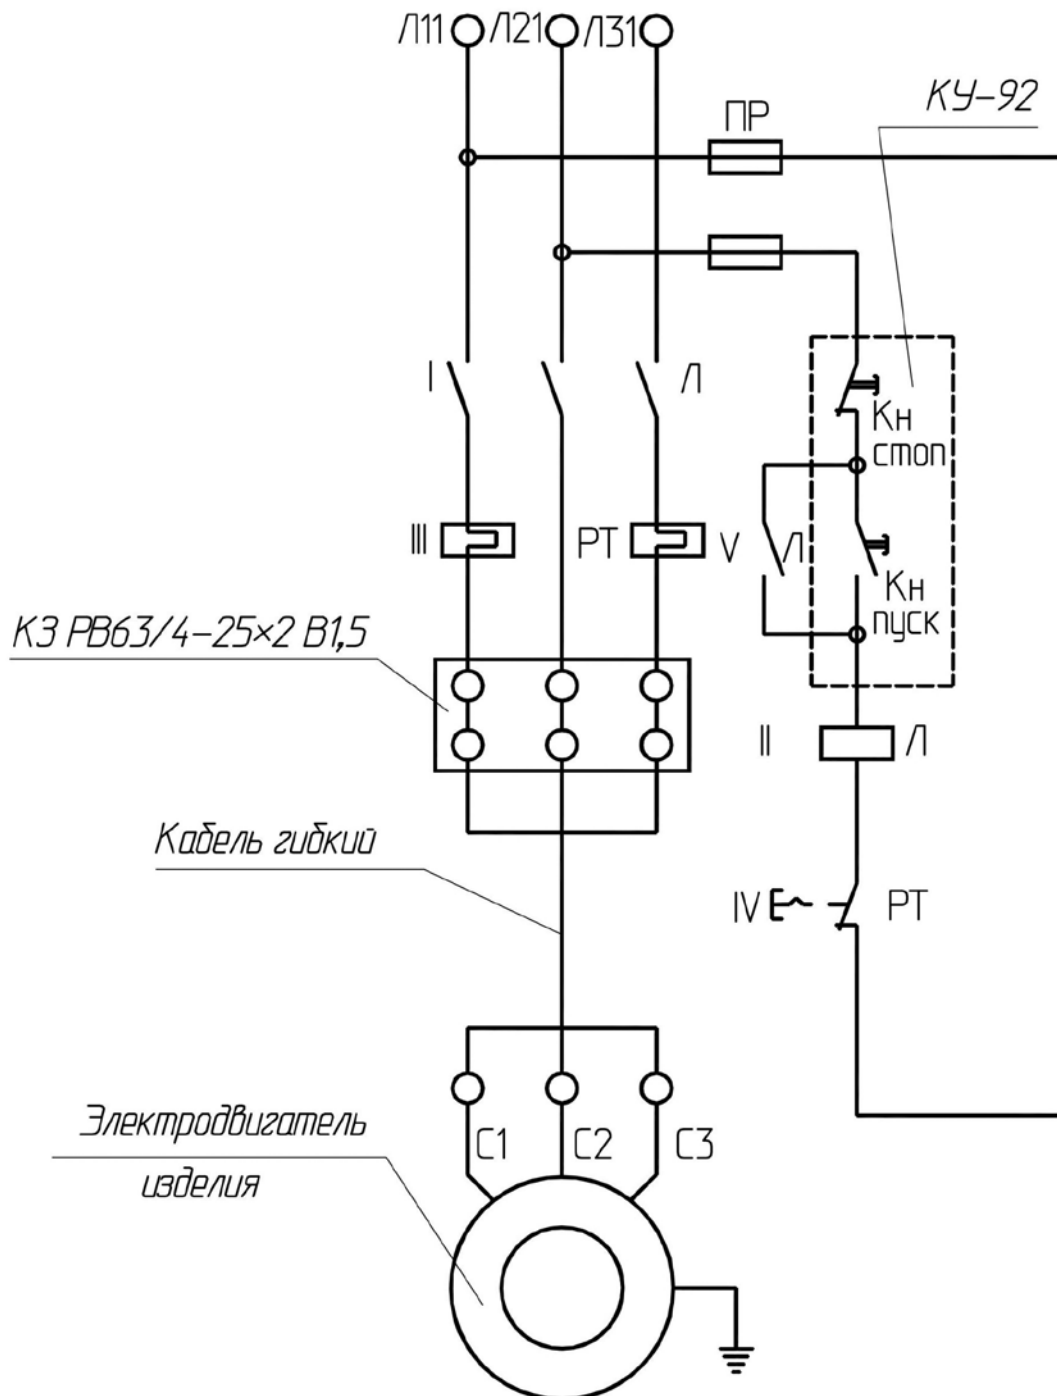 Л11 Л21 Л31
КУ-92
ПР
I
Л
Кн
стоп
III
РТ
V
Л
Кн
пуск
КЗ РВ63/4-25×2 В1,5
II
Л
Кабель гибкий
IV
РТ
Электродвигатель
изделия
С1
С2
С3